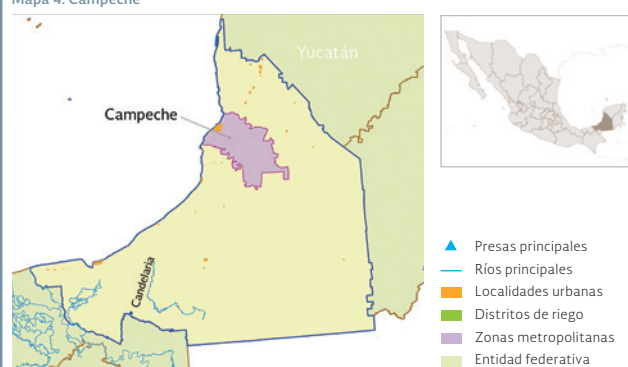 Mapa 4. Campeche
Yucatán
Campeche
Candelaria
Presas principales
Ríos principales
Localidades urbanas
Distritos de riego
Zonas metropolitanas
Entidad federativa